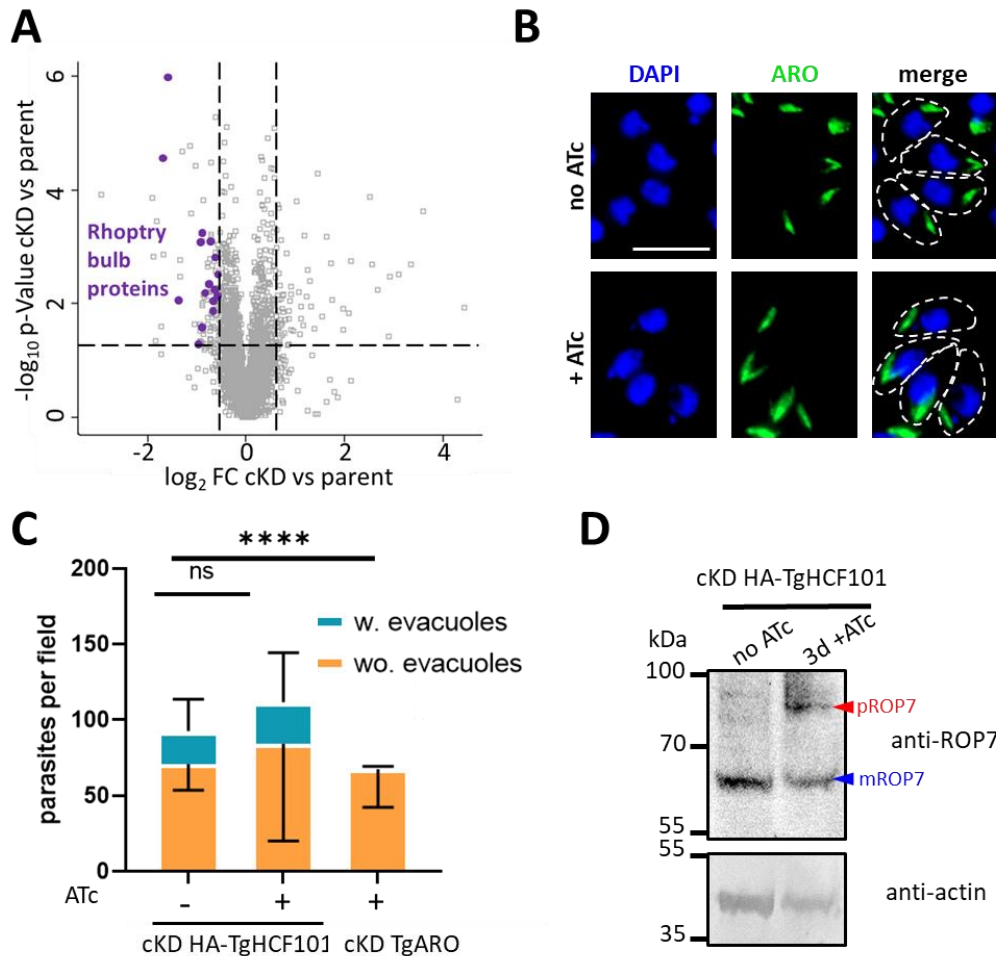 A
-log10 p-Value cKD vs parent
6
4
2
0
Rhoptry
bulb
proteins
-2
0
2
4
log2 FC cKD vs parent
B
DAPI
ARO
merge
no ATc
+ ATc
C
parasites per field
200
150
100
50
0
****
ns
w. evacuoles
wo. evacuoles
ATc
-
+
+
cKD HA-TgHCF101
cKD TgARO
D
cKD HA-TgHCF101
kDa
no ATc
3d +ATc
100
70
55
pROP7
anti-ROP7
mROP7
55
35
anti-actin